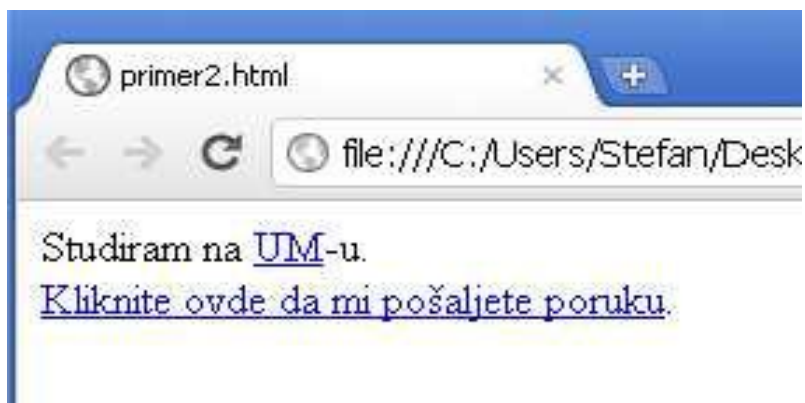 primer2.html
file:///C:/Users/Stefan/Desk
Studiram na UM-u.
Kliknite ovde da mi pošaljete poruku.